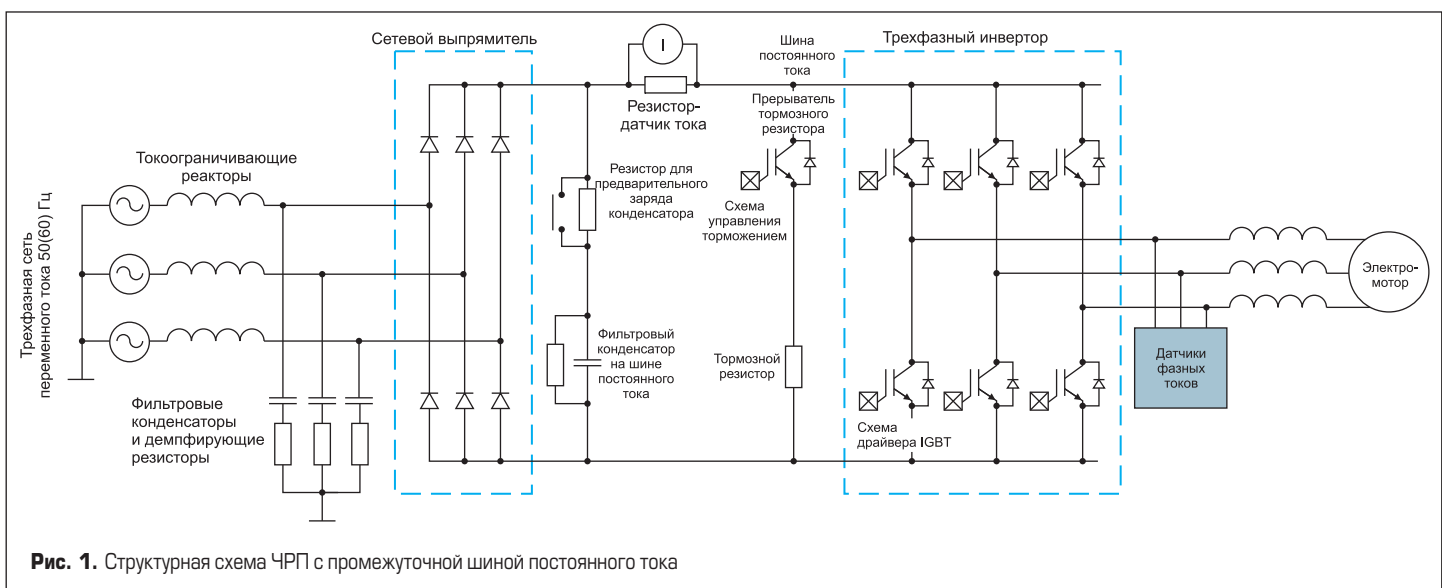 Сетевой выпрямитель
I
Резистор-
датчик тока
Шина
постоянного
тока
Прерыватель
тормозного
резистора
Трехфазный инвертор
Токоограничивающие
реакторы
Резистор для
предварительного
заряда
конденсатора
Схема
управления
торможением
Трехфазная сеть
переменного тока 50(60) Гц
Электро-
мотор
Фильтровый
конденсатор
на шине
постоянного
тока
Тормозной
резистор
Датчики
фазных
токов
Фильтровые
конденсаторы
и демпфирующие
резисторы
Схема
драйвера IGBT
Рис. 1. Структурная схема ЧРП с промежуточной шиной постоянного тока